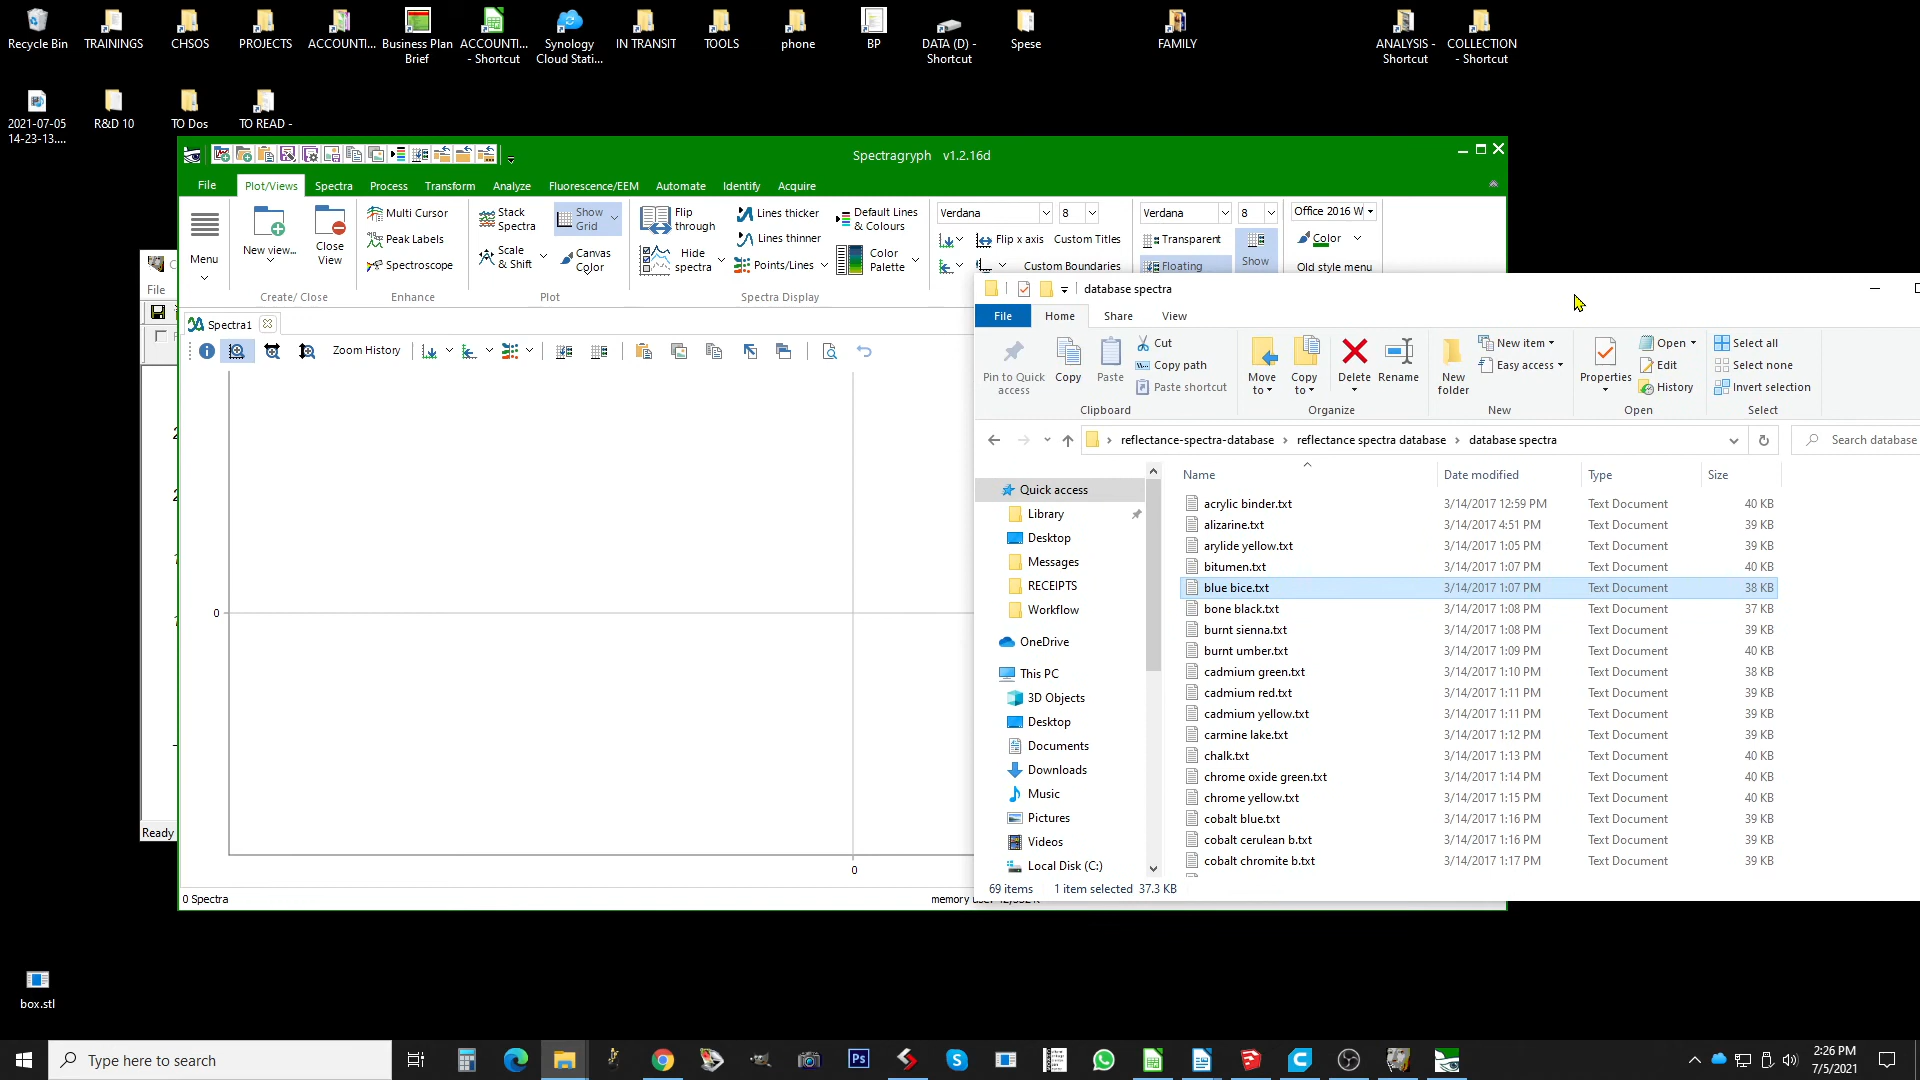 Recycle Bin
TRAININGS
CHSOS
PROJECTS
ACCOUNTI...
Business Plan Brief
ACCOUNTI... - Shortcut
Synology Cloud Stati...
IN TRANSIT
TOOLS
phone
BP
DATA (D) - Shortcut
Spese
FAMILY
ANALYSIS - Shortcut
COLLECTION - Shortcut
2021-07-05 14-23-13....
R&D 10
TO Dos
TO READ -
Spectragryph v1.2.16d
File Plot/Views Spectra Process Transform Analyze Fluorescence/EEM Automate Identify Acquire
Menu
New view...
Close View
Create/ Close
Multi Cursor
Peak Labels
Spectroscope
Enhance
Stack Spectra
Scale & Shift
Show Grid
Canvas Color
Plot
Flip through
Hide spectra
Lines thicker
Lines thinner
Points/Lines
Default Lines & Colours
Color Palette
Spectra Display
Verdana 8
Flip x axis Custom Titles
Custom Boundaries
Verdana 8
Transparent
Floating
Show
Office 2016 W
Color
Old style menu
File
Spectra1
Zoom History
0
0
Ready
0 Spectra
database spectra
File Home Share View
Pin to Quick access
Copy
Paste
Cut
Copy path
Paste shortcut
Clipboard
Move to
Copy to
Delete
Rename
Organize
New folder
New item
Easy access
New
Properties
Open
Edit
History
Open
Select all
Select none
Invert selection
Select
reflectance-spectra-database › reflectance spectra database › database spectra
Search database
Name Date modified Type Size
Quick access
Library
Desktop
Messages
RECEIPTS
Workflow
OneDrive
This PC
3D Objects
Desktop
Documents
Downloads
Music
Pictures
Videos
Local Disk (C:)
acrylic binder.txt 3/14/2017 12:59 PM Text Document 40 KB
alizarine.txt 3/14/2017 4:51 PM Text Document 39 KB
arylide yellow.txt 3/14/2017 1:05 PM Text Document 39 KB
bitumen.txt 3/14/2017 1:07 PM Text Document 40 KB
blue bice.txt 3/14/2017 1:07 PM Text Document 38 KB
bone black.txt 3/14/2017 1:08 PM Text Document 37 KB
burnt sienna.txt 3/14/2017 1:08 PM Text Document 39 KB
burnt umber.txt 3/14/2017 1:09 PM Text Document 40 KB
cadmium green.txt 3/14/2017 1:10 PM Text Document 38 KB
cadmium red.txt 3/14/2017 1:11 PM Text Document 39 KB
cadmium yellow.txt 3/14/2017 1:11 PM Text Document 39 KB
carmine lake.txt 3/14/2017 1:12 PM Text Document 39 KB
chalk.txt 3/14/2017 1:13 PM Text Document 40 KB
chrome oxide green.txt 3/14/2017 1:14 PM Text Document 40 KB
chrome yellow.txt 3/14/2017 1:15 PM Text Document 40 KB
cobalt blue.txt 3/14/2017 1:16 PM Text Document 39 KB
cobalt cerulean b.txt 3/14/2017 1:16 PM Text Document 39 KB
cobalt chromite b.txt 3/14/2017 1:17 PM Text Document 39 KB
69 items 1 item selected 37.3 KB
box.stl
Type here to search
Ps
2:26 PM
7/5/2021